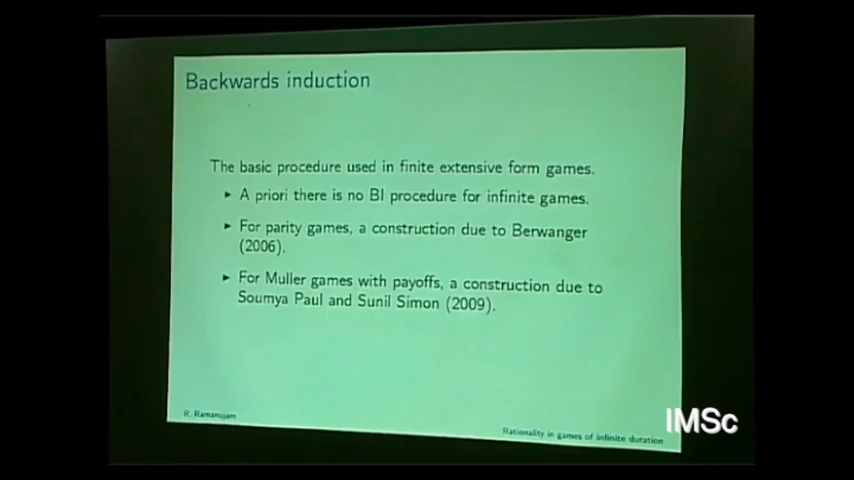 Backwards induction
The basic procedure used in finite extensive form games.
▶ A priori there is no BI procedure for infinite games.
▶ For parity games, a construction due to Berwanger
(2006).
▶ For Muller games with payoffs, a construction due to
Soumya Paul and Sunil Simon (2009).
R. Ramanujam
Rationality in games of infinite duration
IMSc